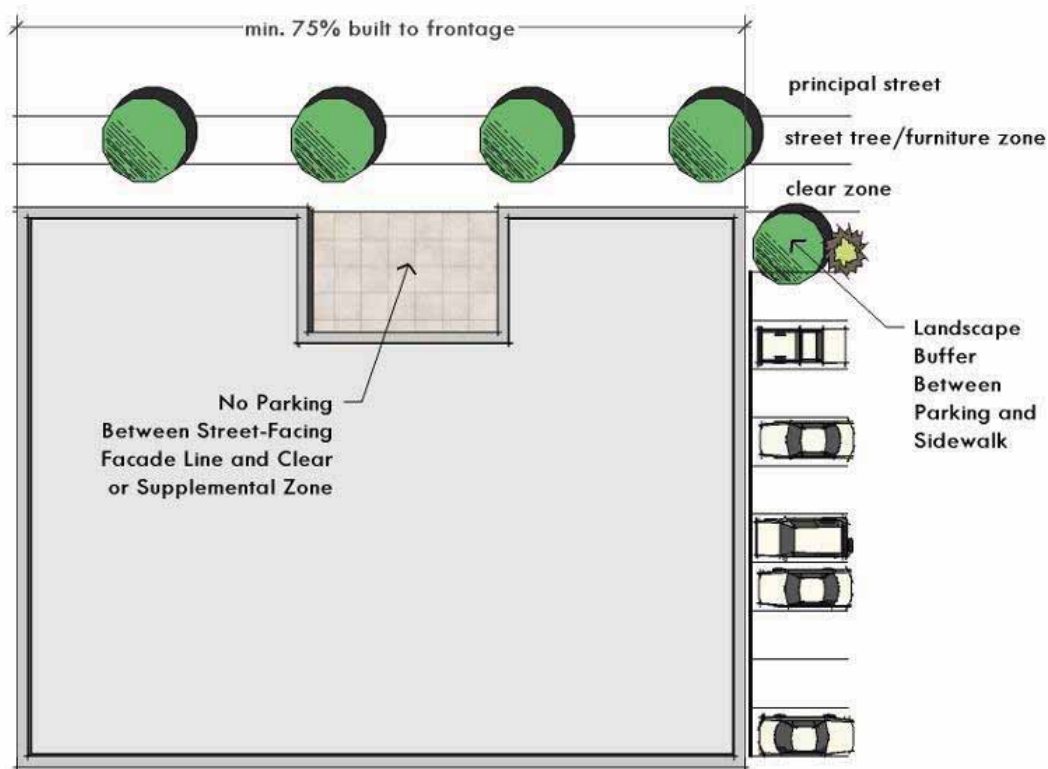 min. 75% built to frontage
principal street
street tree/furniture zone
clear zone
Landscape
Buffer
Between
Parking and
Sidewalk
No Parking
Between Street-Facing
Facade Line and Clear
or Supplemental Zone